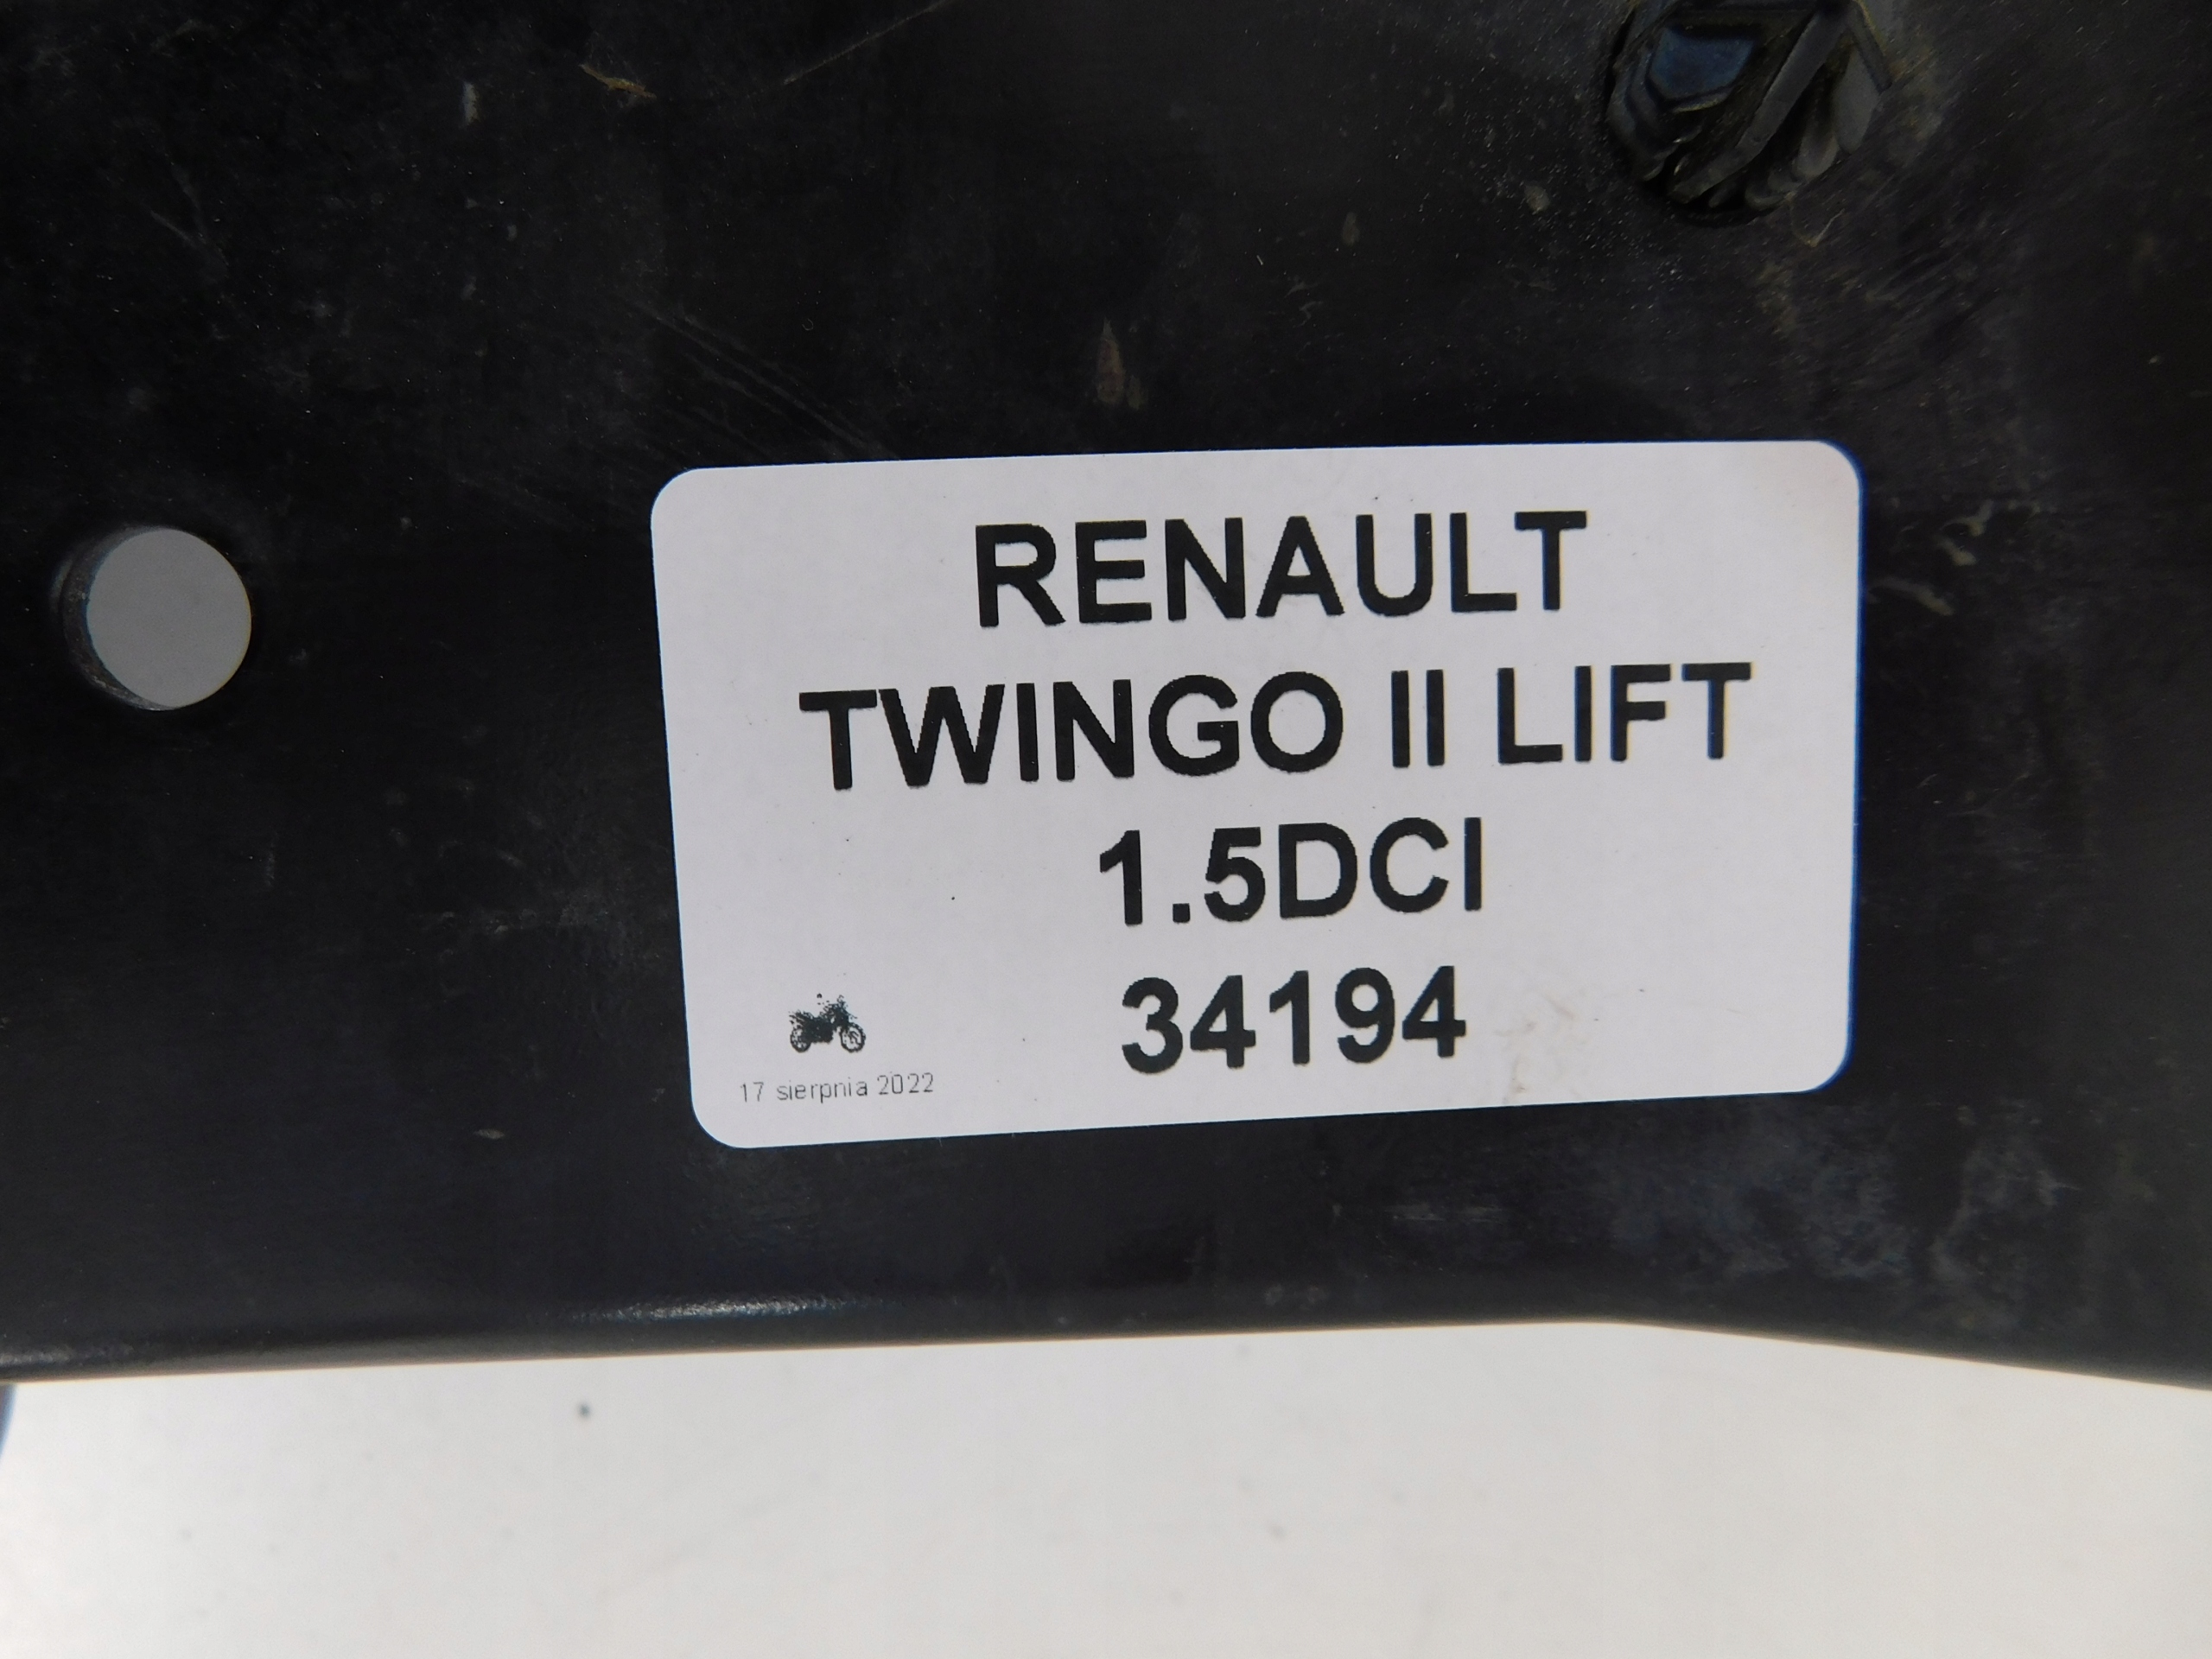 RENAULT
TWINGO II LIFT
1.5DCI
34194
17 sierpnia 2022